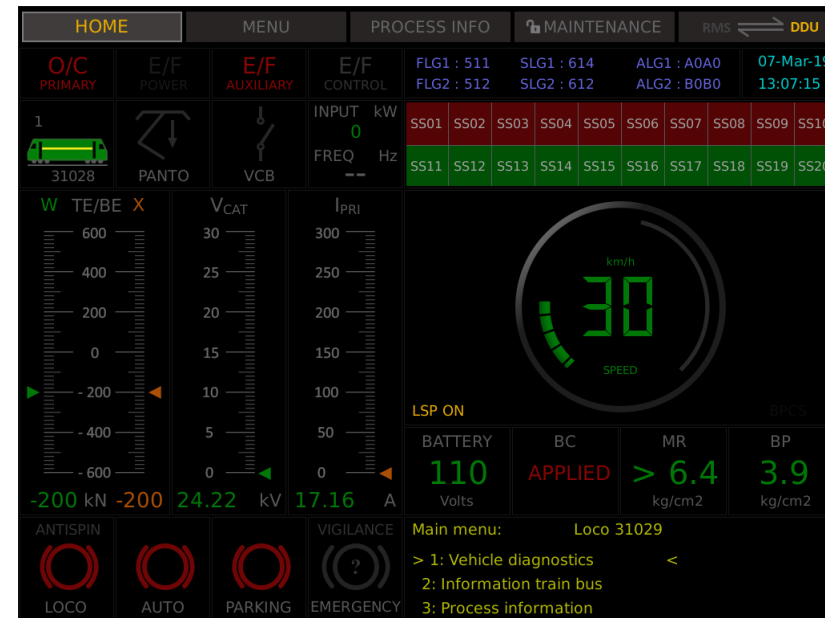 HOME MENU PROCESS INFO MAINTENANCE RMS DDU
O/C E/F E/F E/F
PRIMARY POWER AUXILIARY CONTROL
FLG1 : 511 SLG1 : 614 ALG1 : A0A0 07-Mar-19
FLG2 : 512 SLG2 : 612 ALG2 : B0B0 13:07:15
1
31028 PANTO VCB
INPUT kW
0
FREQ Hz
--
SS01 SS02 SS03 SS04 SS05 SS06 SS07 SS08 SS09 SS10
SS11 SS12 SS13 SS14 SS15 SS16 SS17 SS18 SS19
W TE/BE X
600
400
200
0
- 200
- 400
- 600
-200 kN -200
VCAT
30
25
20
15
10
5
0
24.22 kV
IPRI
300
250
200
150
100
50
0
17.16 A
km/h
30
SPEED
LSP ON BPCS
BATTERY BC MR BP
110 APPLIED > 6.4 3.9
Volts kg/cm2 kg/cm2
ANTISPIN VIGILANCE
?
LOCO AUTO PARKING EMERGENCY
Main menu: Loco 31029
> 1: Vehicle diagnostics <
2: Information train bus
3: Process information